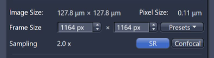 Image Size: 127.8 µm × 127.8 µm Pixel Size: 0.11 µm
Frame Size 1164 px × 1164 px Presets
Sampling 2.0 x SR Confocal